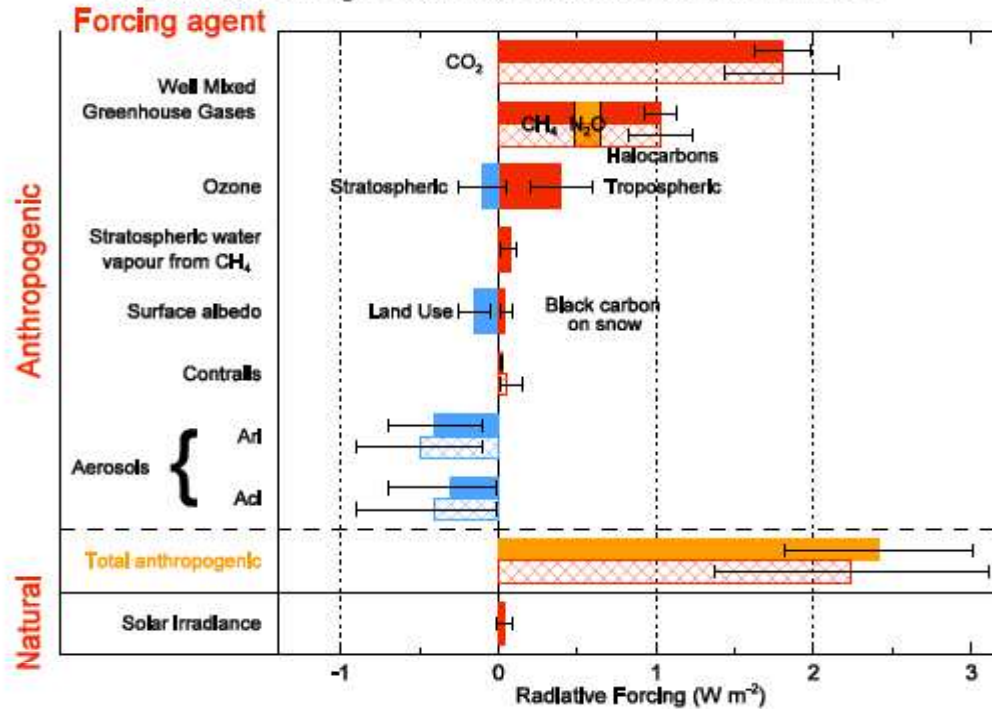 Forcing agent
Anthropogenic
Natural
CO₂
Well Mixed
Greenhouse Gases
CH₄ N₂O
Halocarbons
Ozone
Stratospheric
Tropospheric
Stratospheric water
vapour from CH₄
Surface albedo
Land Use
Black carbon
on snow
Contrails
Aerosols {
Ari
Aci
Total anthropogenic
Solar Irradiance
-1 0 1 2 3
Radiative Forcing (W m⁻²)